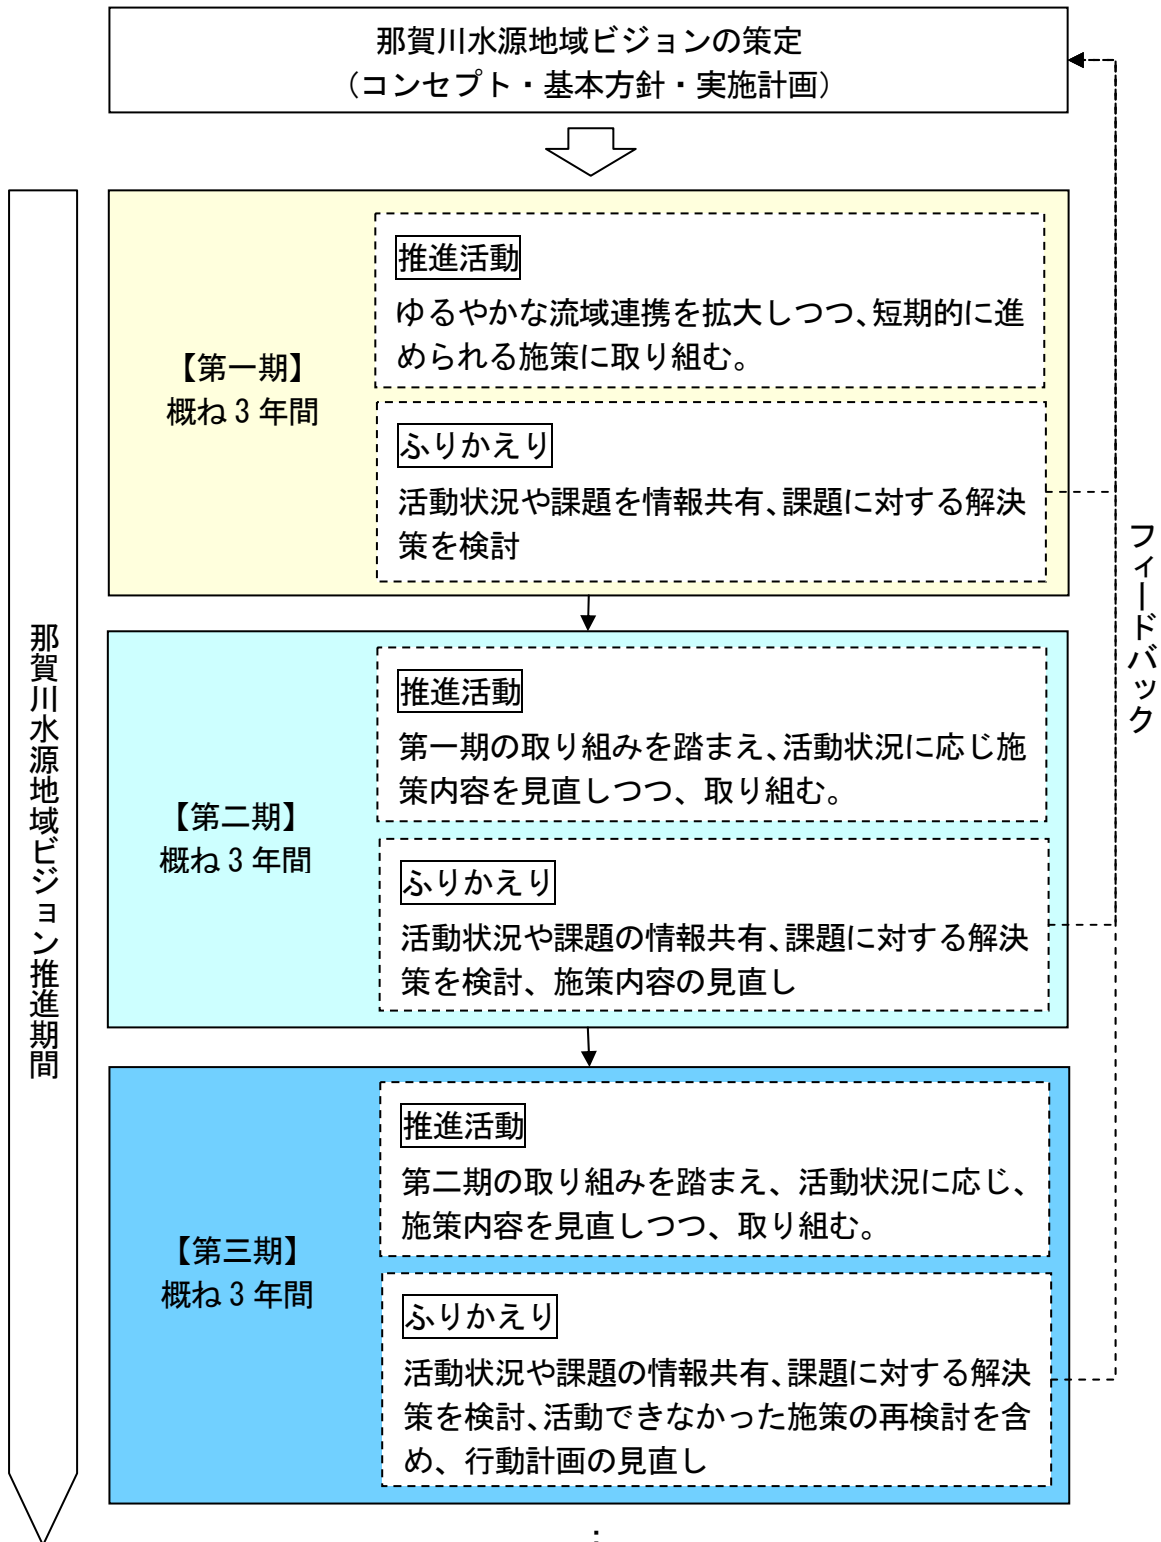 那賀川水源地域ビジョンの策定
（コンセプト・基本方針・実施計画）
那賀川水源地域ビジョン推進期間
【第一期】
概ね3年間
推進活動
ゆるやかな流域連携を拡大しつつ、短期的に進
められる施策に取り組む。
ふりかえり
活動状況や課題を情報共有、課題に対する解決
策を検討
【第二期】
概ね3年間
推進活動
第一期の取り組みを踏まえ、活動状況に応じ施
策内容を見直しつつ、取り組む。
ふりかえり
活動状況や課題の情報共有、課題に対する解決
策を検討、施策内容の見直し
【第三期】
概ね3年間
推進活動
第二期の取り組みを踏まえ、活動状況に応じ、
施策内容を見直しつつ、取り組む。
ふりかえり
活動状況や課題の情報共有、課題に対する解決
策を検討、活動できなかった施策の再検討を含
め、行動計画の見直し
フィードバック